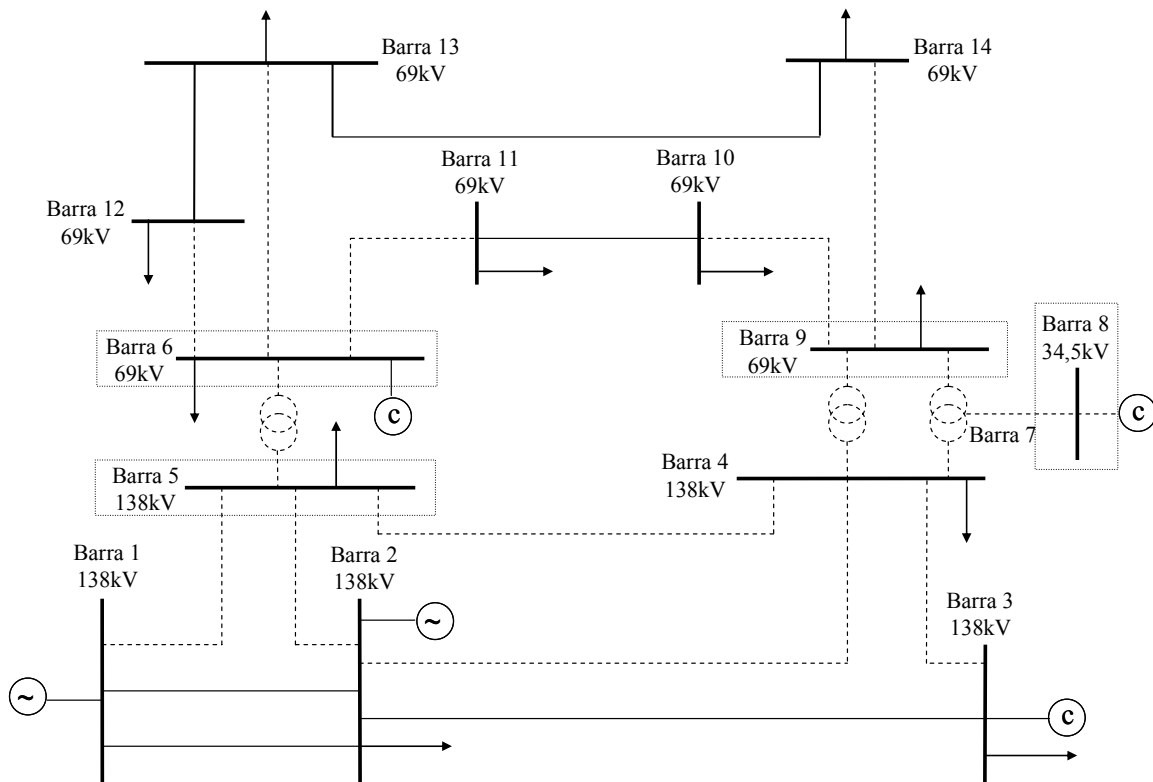 Barra 13
69kV
Barra 14
69kV
Barra 11
69kV
Barra 10
69kV
Barra 12
69kV
Barra 6
69kV
c
Barra 9
69kV
Barra 8
34,5kV
c
Barra 7
Barra 5
138kV
Barra 4
138kV
Barra 1
138kV
Barra 2
138kV
Barra 3
138kV
~
~
c